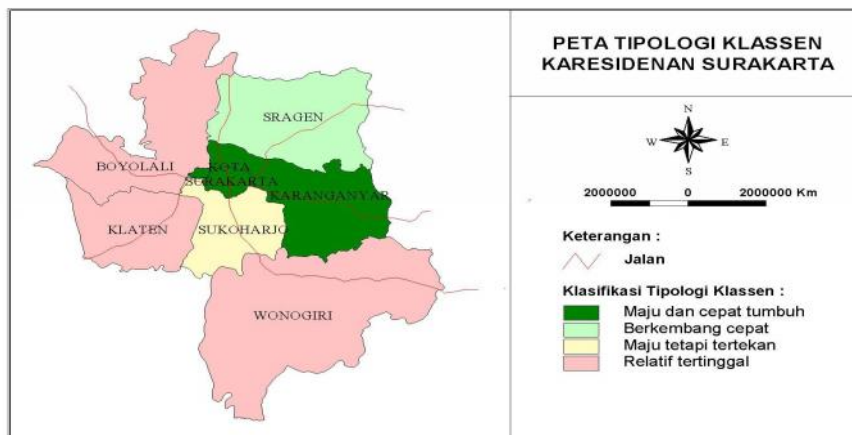 PETA TIPOLOGI KLASSEN
KARESIDENAN SURAKARTA
N
W E
S
2000000 0 2000000 Km
Keterangan :
Jalan
Klasifikasi Tipologi Klassen :
Maju dan cepat tumbuh
Berkembang cepat
Maju tetapi tertekan
Relatif tertinggal
SRAGEN
BOYOLALI
KOTA
SURAKARTA
KARANGANYAR
KLATEN
SUKOHARJO
WONOGIRI